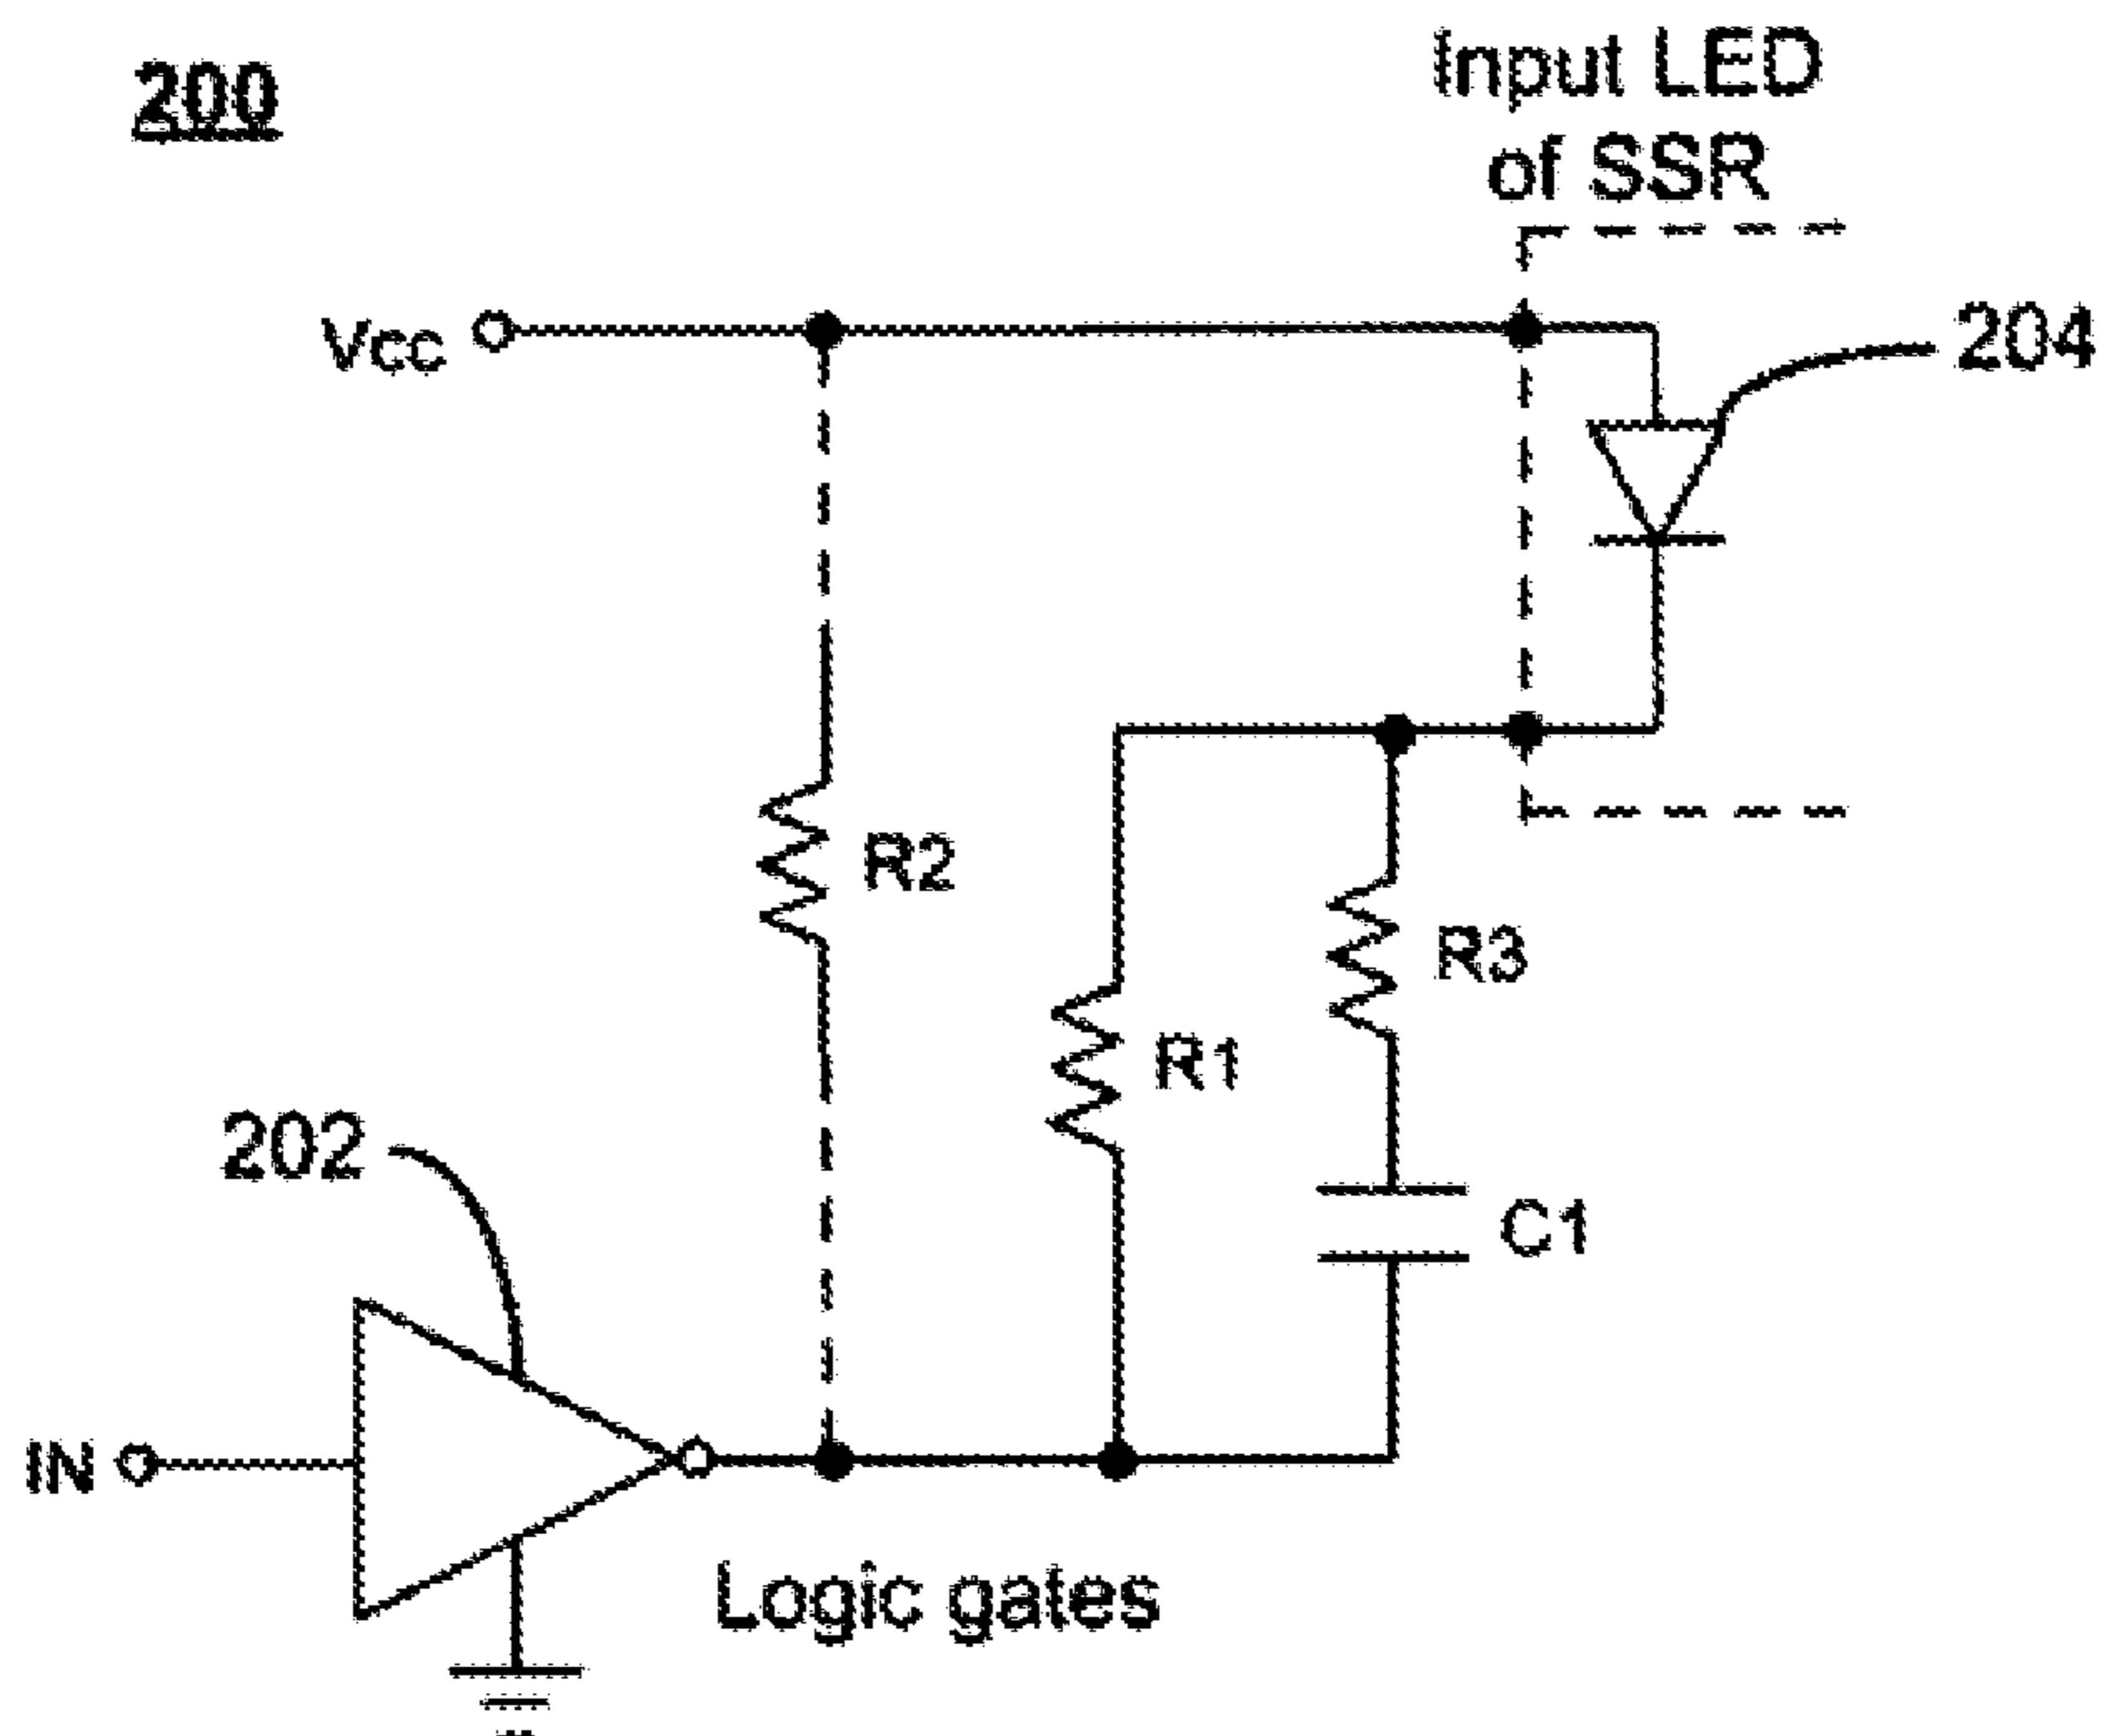 200
Input LED
of SSR
Vcc
204
R2
R3
R1
202
C1
IN
Logic gates